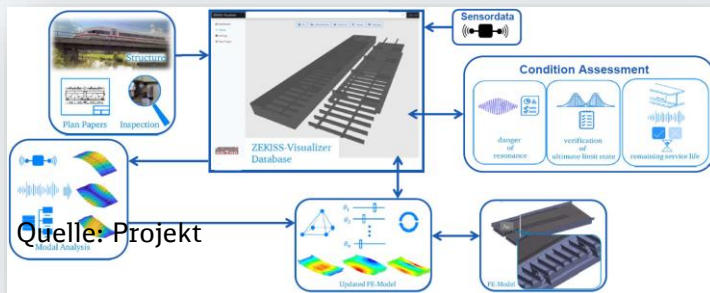 Structure
Plan Papers
Inspection
ZEKISS-Visualizer
Database
Sensordata
Condition Assessment
danger
of
resonance
verification
of
ultimate limit state
remaining service life
Quelle: Projekt
Modal Analysis
Updated FE-Model
FE-Model